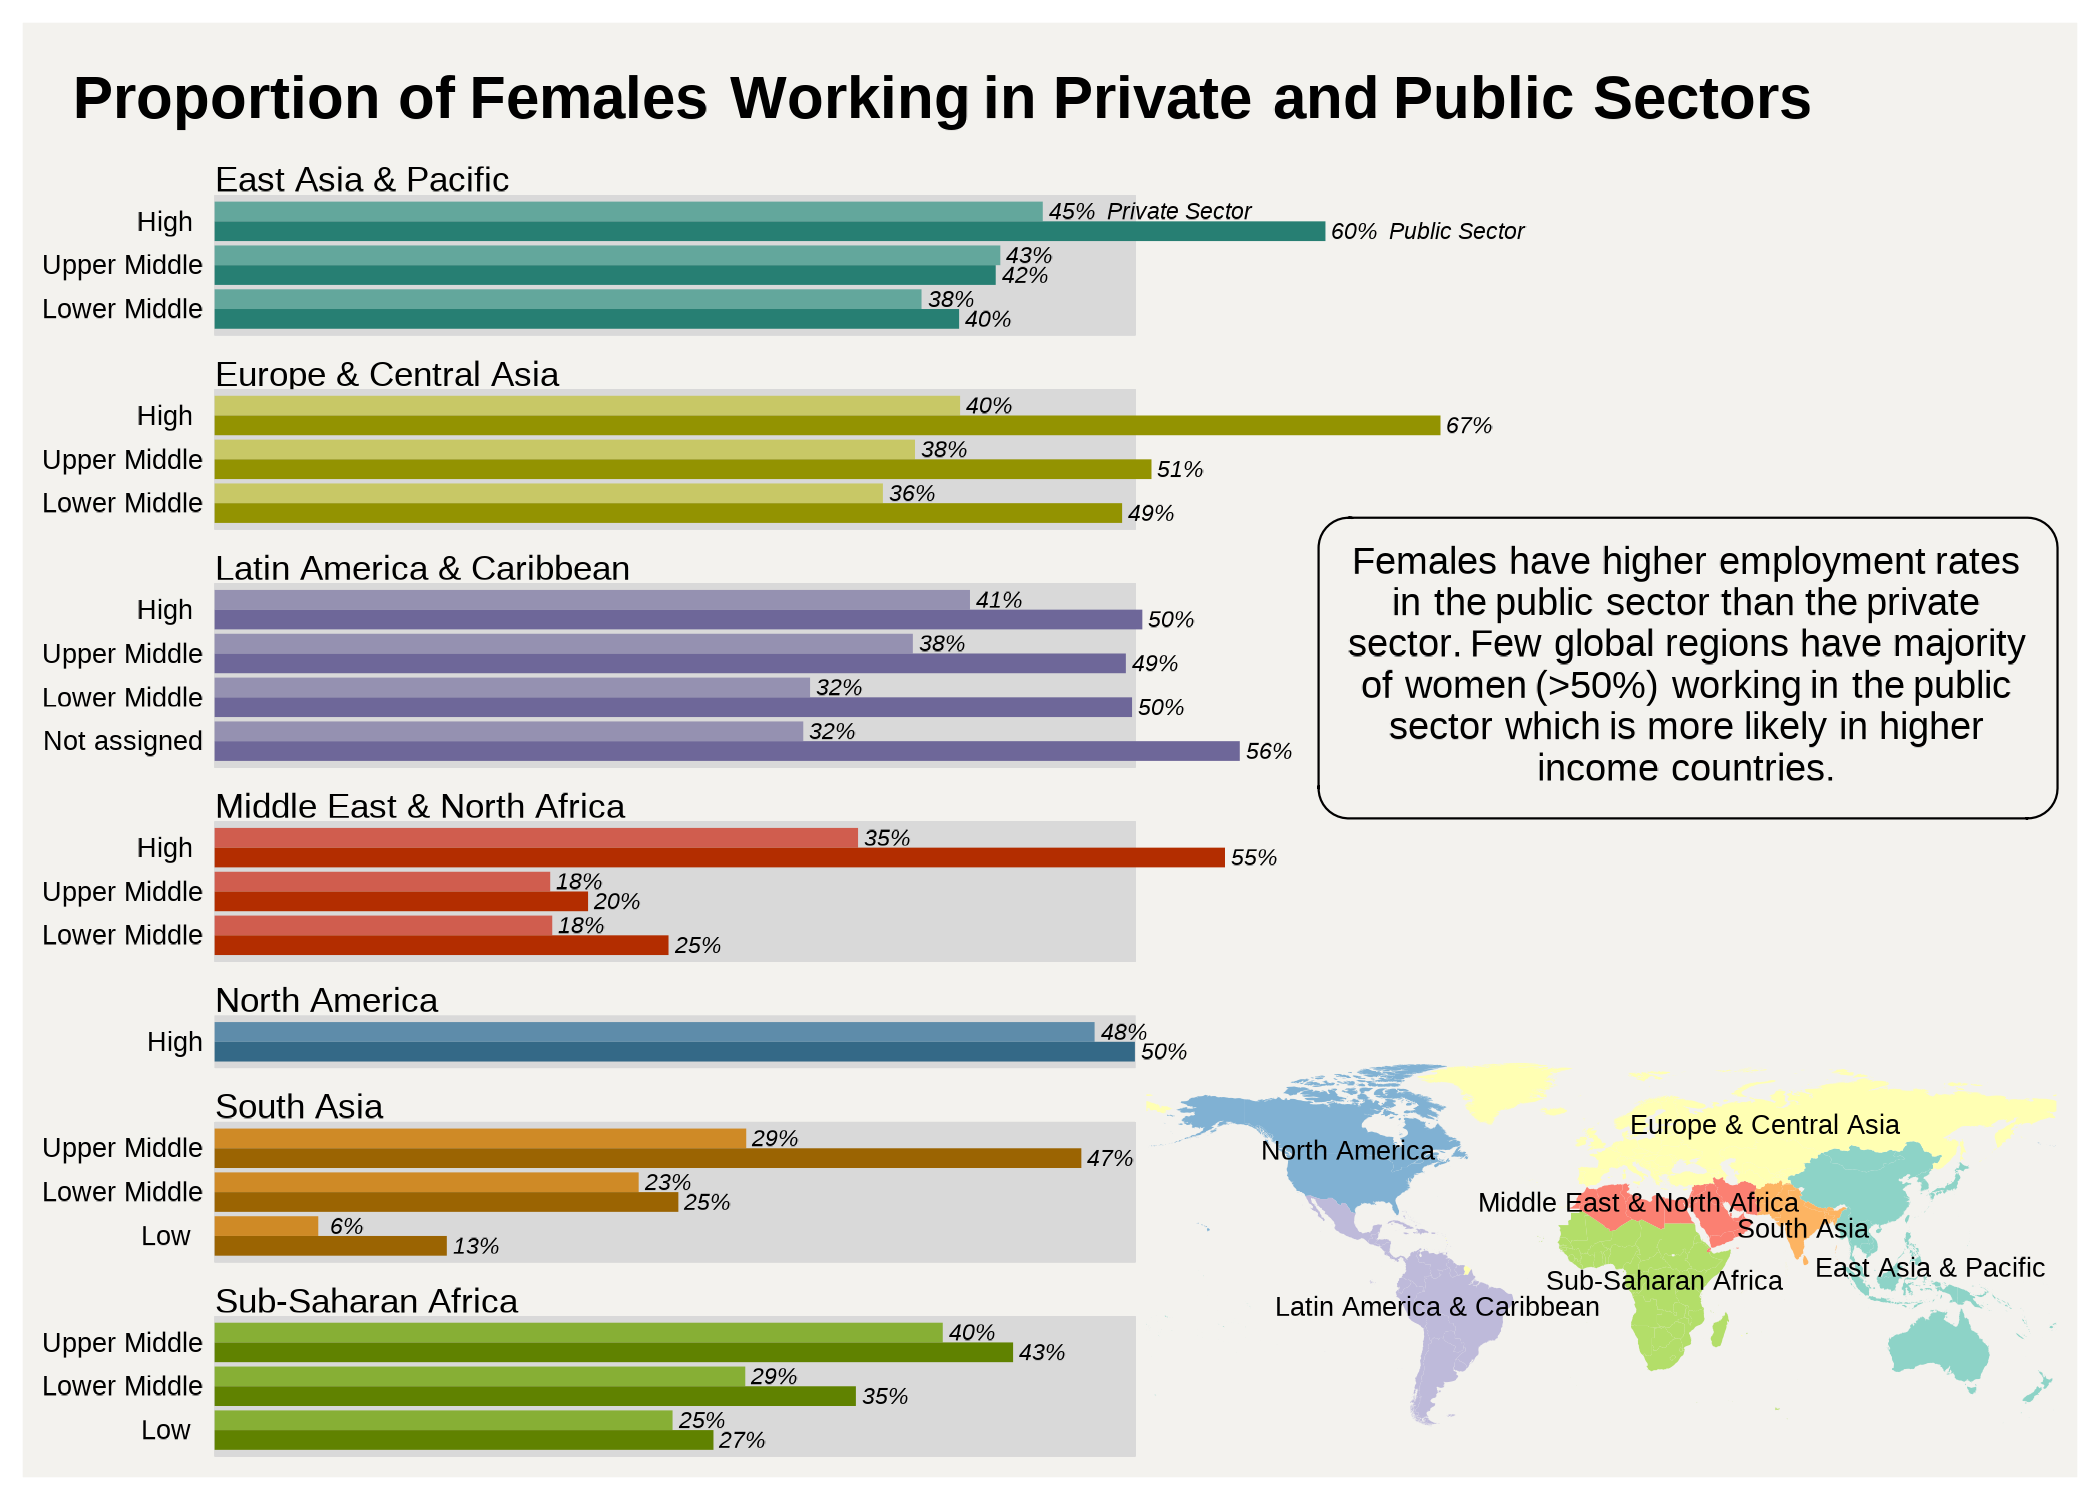 Proportion of Females Working in Private and Public Sectors
East Asia & Pacific
High 45% Private Sector
60% Public Sector
Upper Middle 43%
42%
Lower Middle 38%
40%
Europe & Central Asia
High 40%
67%
Upper Middle 38%
51%
Lower Middle 36%
49%
Latin America & Caribbean
High 41%
50%
Upper Middle 38%
49%
Lower Middle 32%
50%
Not assigned 32%
56%
Females have higher employment rates
in the public sector than the private
sector. Few global regions have majority
of women (>50%) working in the public
sector which is more likely in higher
income countries.
Middle East & North Africa
High 35%
55%
Upper Middle 18%
20%
Lower Middle 18%
25%
North America
High 48%
50%
South Asia
Upper Middle 29%
47%
Lower Middle 23%
25%
Low 6%
13%
Sub-Saharan Africa
Upper Middle 40%
43%
Lower Middle 29%
35%
Low 25%
27%
Europe & Central Asia
North America
Middle East & North Africa
South Asia
East Asia & Pacific
Sub-Saharan Africa
Latin America & Caribbean